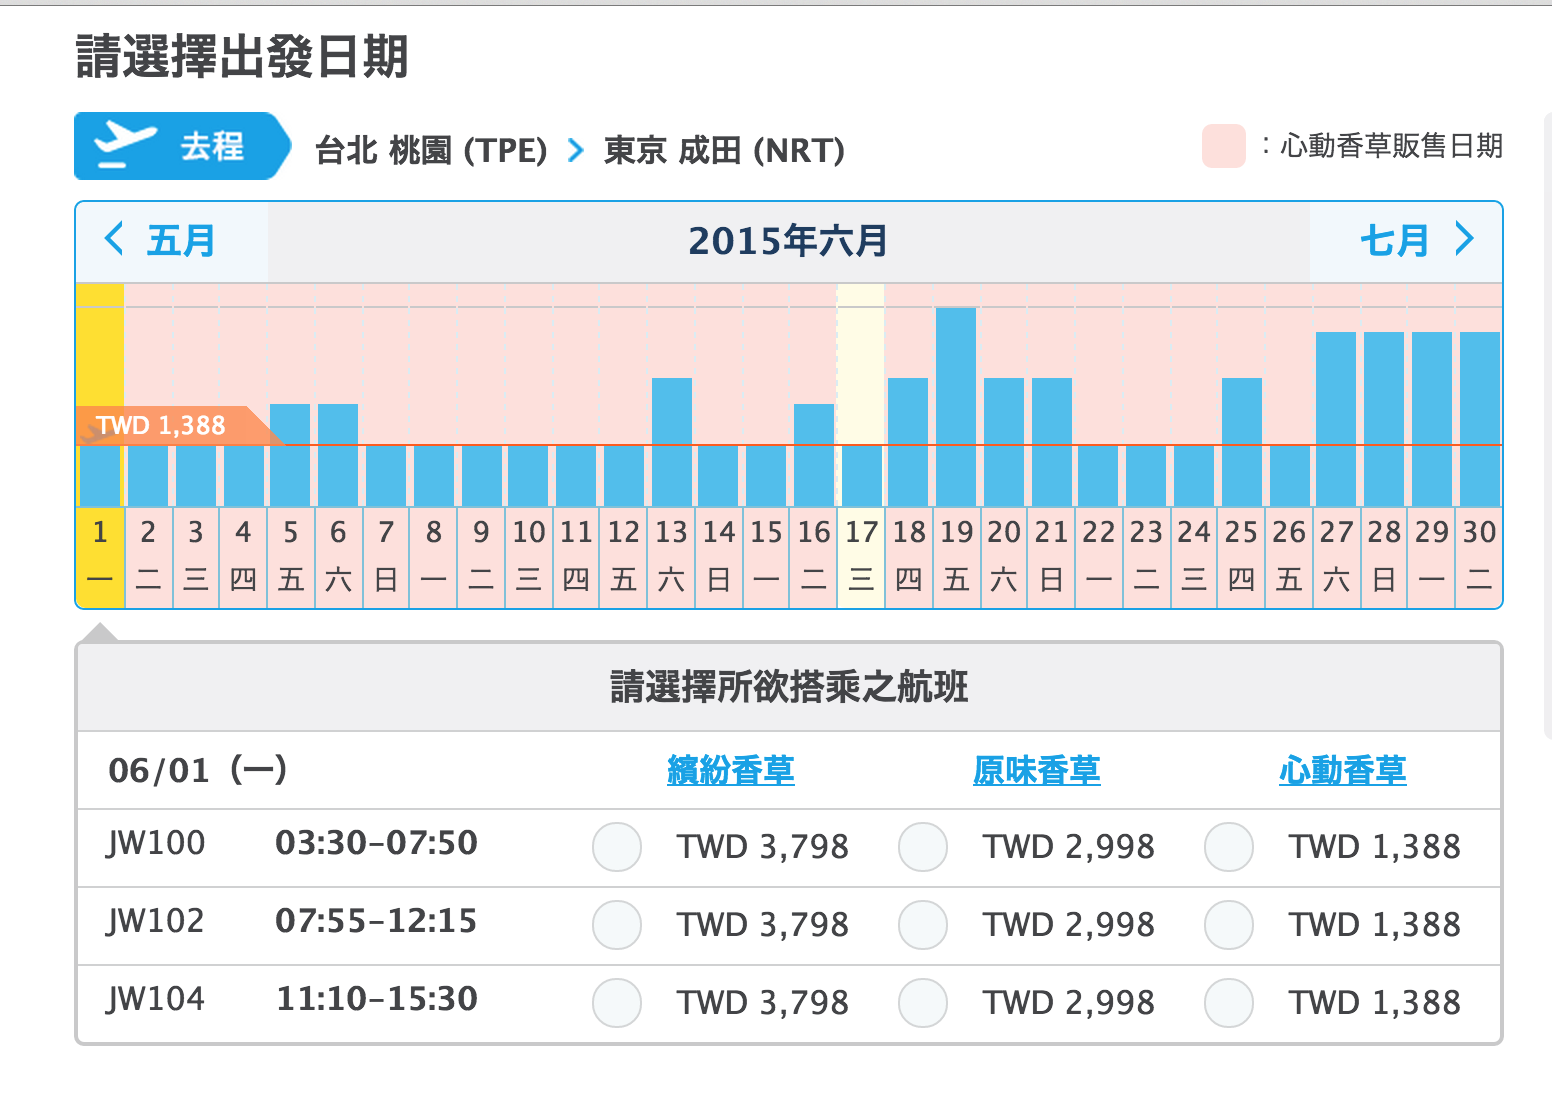 請選擇出發日期
去程 台北 桃園 (TPE) > 東京 成田 (NRT) ：心動香草販售日期
五月 2015年六月 七月
TWD 1,388
1 2 3 4 5 6 7 8 9 10 11 12 13 14 15 16 17 18 19 20 21 22 23 24 25 26 27 28 29 30
一 二 三 四 五 六 日 一 二 三 四 五 六 日 一 二 三 四 五 六 日 一 二 三 四 五 六 日 一 二
請選擇所欲搭乘之航班
06/01（一） 繽紛香草 原味香草 心動香草
JW100 03:30-07:50 TWD 3,798 TWD 2,998 TWD 1,388
JW102 07:55-12:15 TWD 3,798 TWD 2,998 TWD 1,388
JW104 11:10-15:30 TWD 3,798 TWD 2,998 TWD 1,388